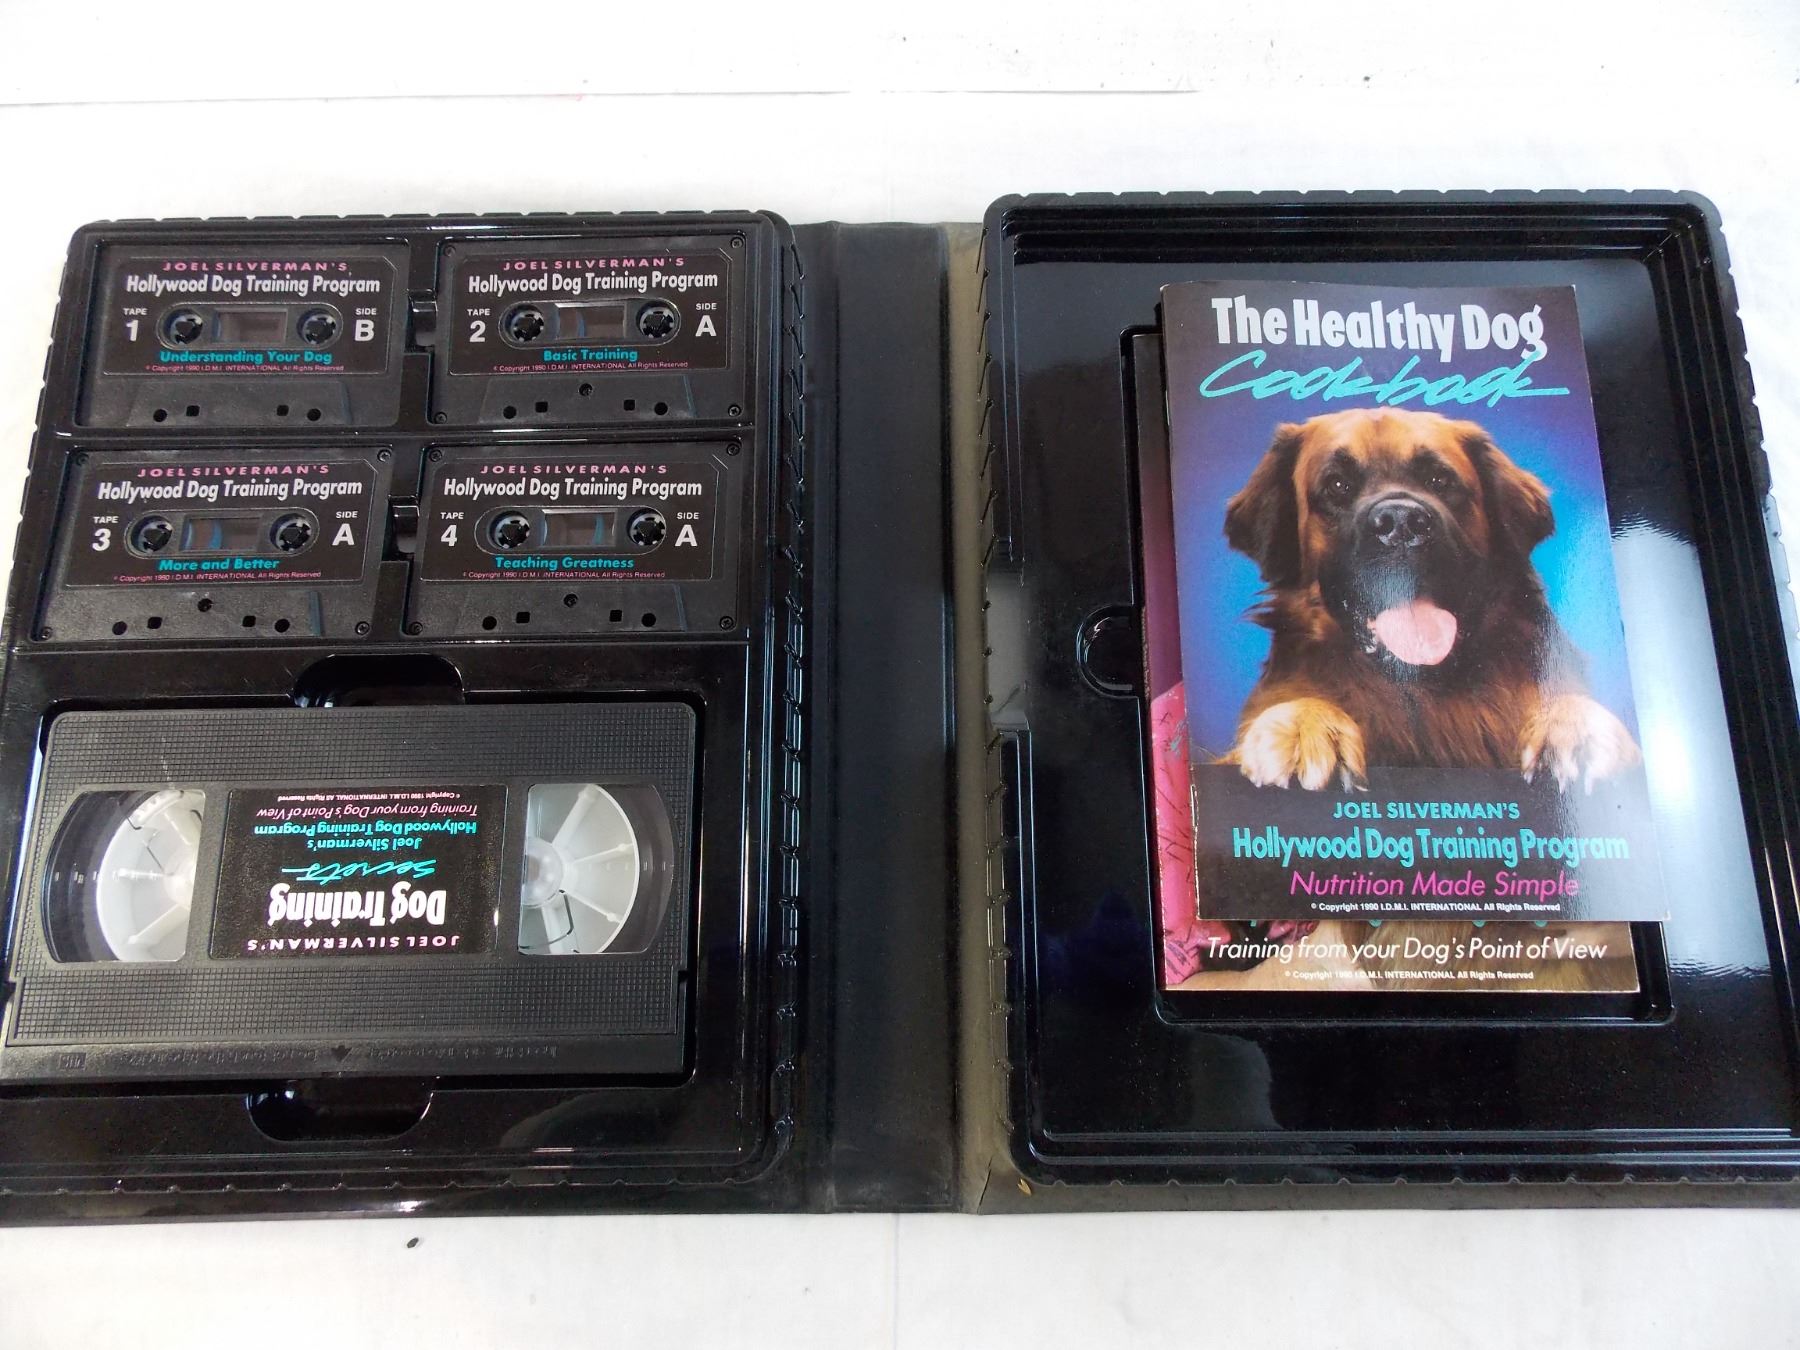 JOEL SILVERMAN'S
Hollywood Dog Training Program
TAPE
1
SIDE
B
Understanding Your Dog
© Copyright 1990 I.D.M.I. INTERNATIONAL All Rights Reserved
JOEL SILVERMAN'S
Hollywood Dog Training Program
TAPE
2
SIDE
A
Basic Training
© Copyright 1990 I.D.M.I. INTERNATIONAL All Rights Reserved
JOEL SILVERMAN'S
Hollywood Dog Training Program
TAPE
3
SIDE
A
More and Better
© Copyright 1990 I.D.M.I. INTERNATIONAL All Rights Reserved
JOEL SILVERMAN'S
Hollywood Dog Training Program
TAPE
4
SIDE
A
Teaching Greatness
© Copyright 1990 I.D.M.I. INTERNATIONAL All Rights Reserved
JOEL SILVERMAN'S
Dog Training
Secrets
Joel Silverman's
Hollywood Dog Training Program
Training from your Dog's Point of View
© Copyright 1990 I.D.M.I. INTERNATIONAL All Rights Reserved
VHS
The Healthy Dog
Cookbook
JOEL SILVERMAN'S
Hollywood Dog Training Program
Nutrition Made Simple
© Copyright 1990 I.D.M.I. INTERNATIONAL All Rights Reserved
Training from your Dog's Point of View
© Copyright 1990 I.D.M.I. INTERNATIONAL All Rights Reserved